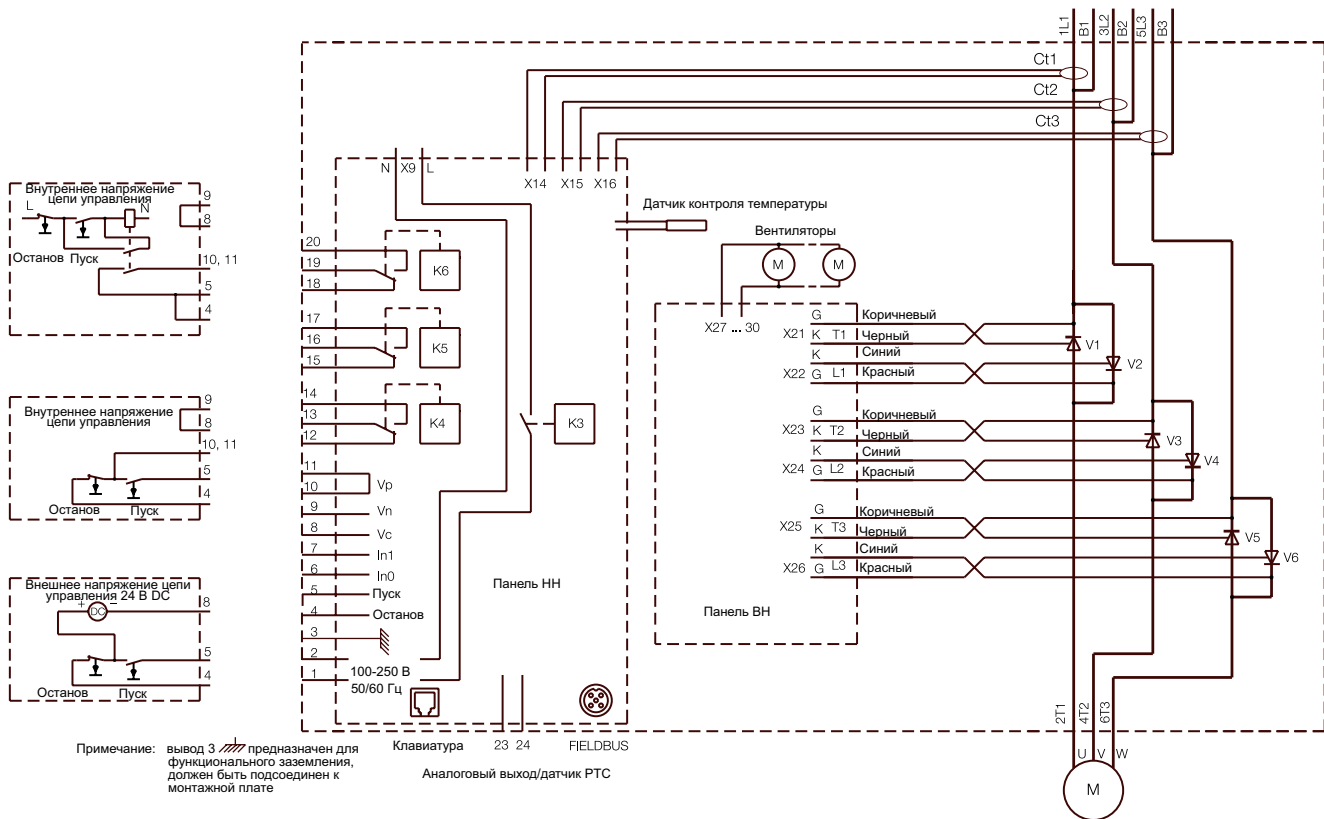 1L1 B1 3L2 B2 5L3 B3
Ct1
Ct2
Ct3
N X9 L
X14 X15 X16
Датчик контроля температуры
Вентиляторы
M M
Внутреннее напряжение
цепи управления
L N
Останов Пуск
9
8
10, 11
5
4
Внутреннее напряжение
цепи управления
Останов Пуск
9
8
10, 11
5
4
Внешнее напряжение цепи
управления 24 В DC
+ DC –
Останов Пуск
8
5
4
20
19
18
K6
17
16
15
K5
14
13
12
K4
K3
11
10 Vp
9 Vn
8 Vc
7 In1
6 In0
5 Пуск
4 Останов
3
2
1
100-250 В
50/60 Гц
Панель НН
X27 ... 30
G Коричневый
X21 K T1 Черный
K Синий
X22 G L1 Красный
G Коричневый
X23 K T2 Черный
K Синий
X24 G L2 Красный
G Коричневый
X25 K T3 Черный
K Синий
X26 G L3 Красный
Панель ВН
V1
V2
V3
V4
V5
V6
2T1 4T2 6T3
U V W
M
Клавиатура
23 24
FIELDBUS
Аналоговый выход/датчик PTC
Примечание: вывод 3 предназначен для
функционального заземления,
должен быть подсоединен к
монтажной плате